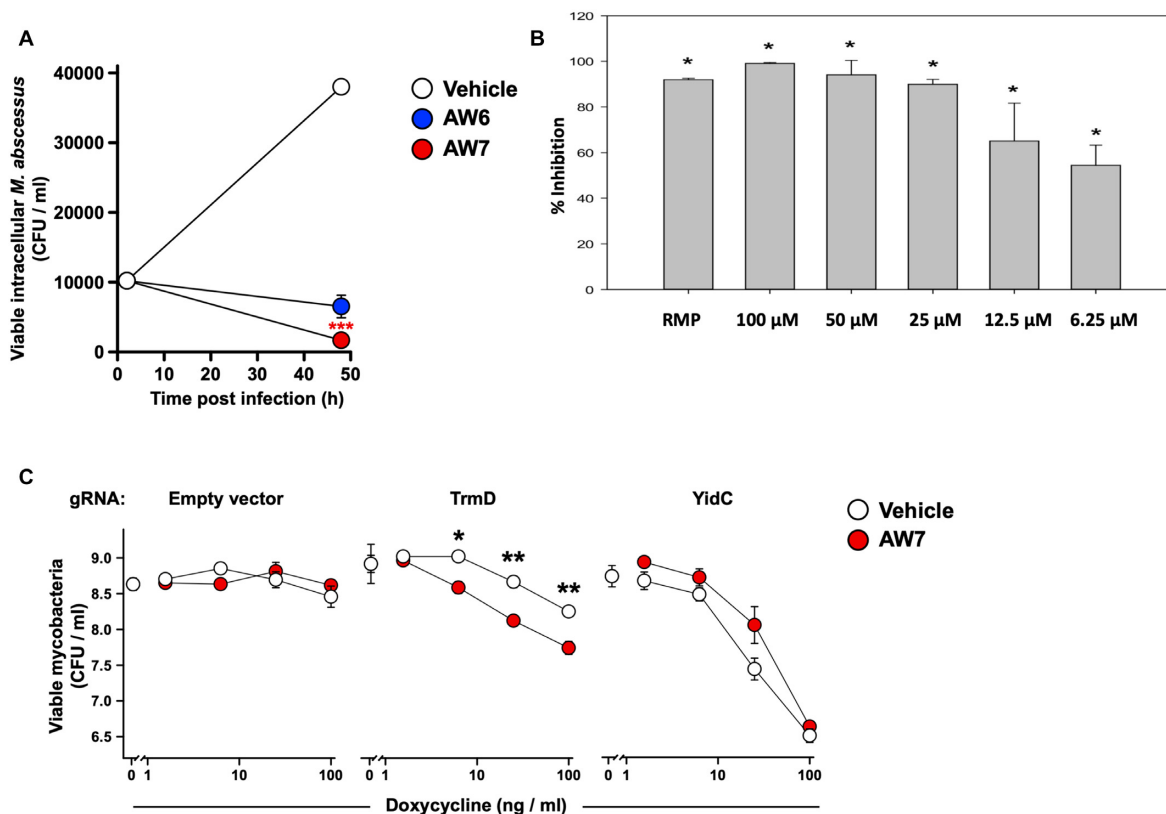 A
Viable intracellular M. abscessus
(CFU / ml)
40000
30000
20000
10000
0
0 10 20 30 40 50
Time post infection (h)
***
Vehicle
AW6
AW7
B
% Inhibition
120
100
80
60
40
20
0
* * * * * *
RMP 100 µM 50 µM 25 µM 12.5 µM 6.25 µM
C
gRNA: Empty vector TrmD YidC
Vehicle
AW7
Viable mycobacteria
(CFU / ml)
9.0
8.5
8.0
7.5
7.0
6.5
* ** **
0 1 10 100 0 1 10 100 0 1 10 100
Doxycycline (ng / ml)